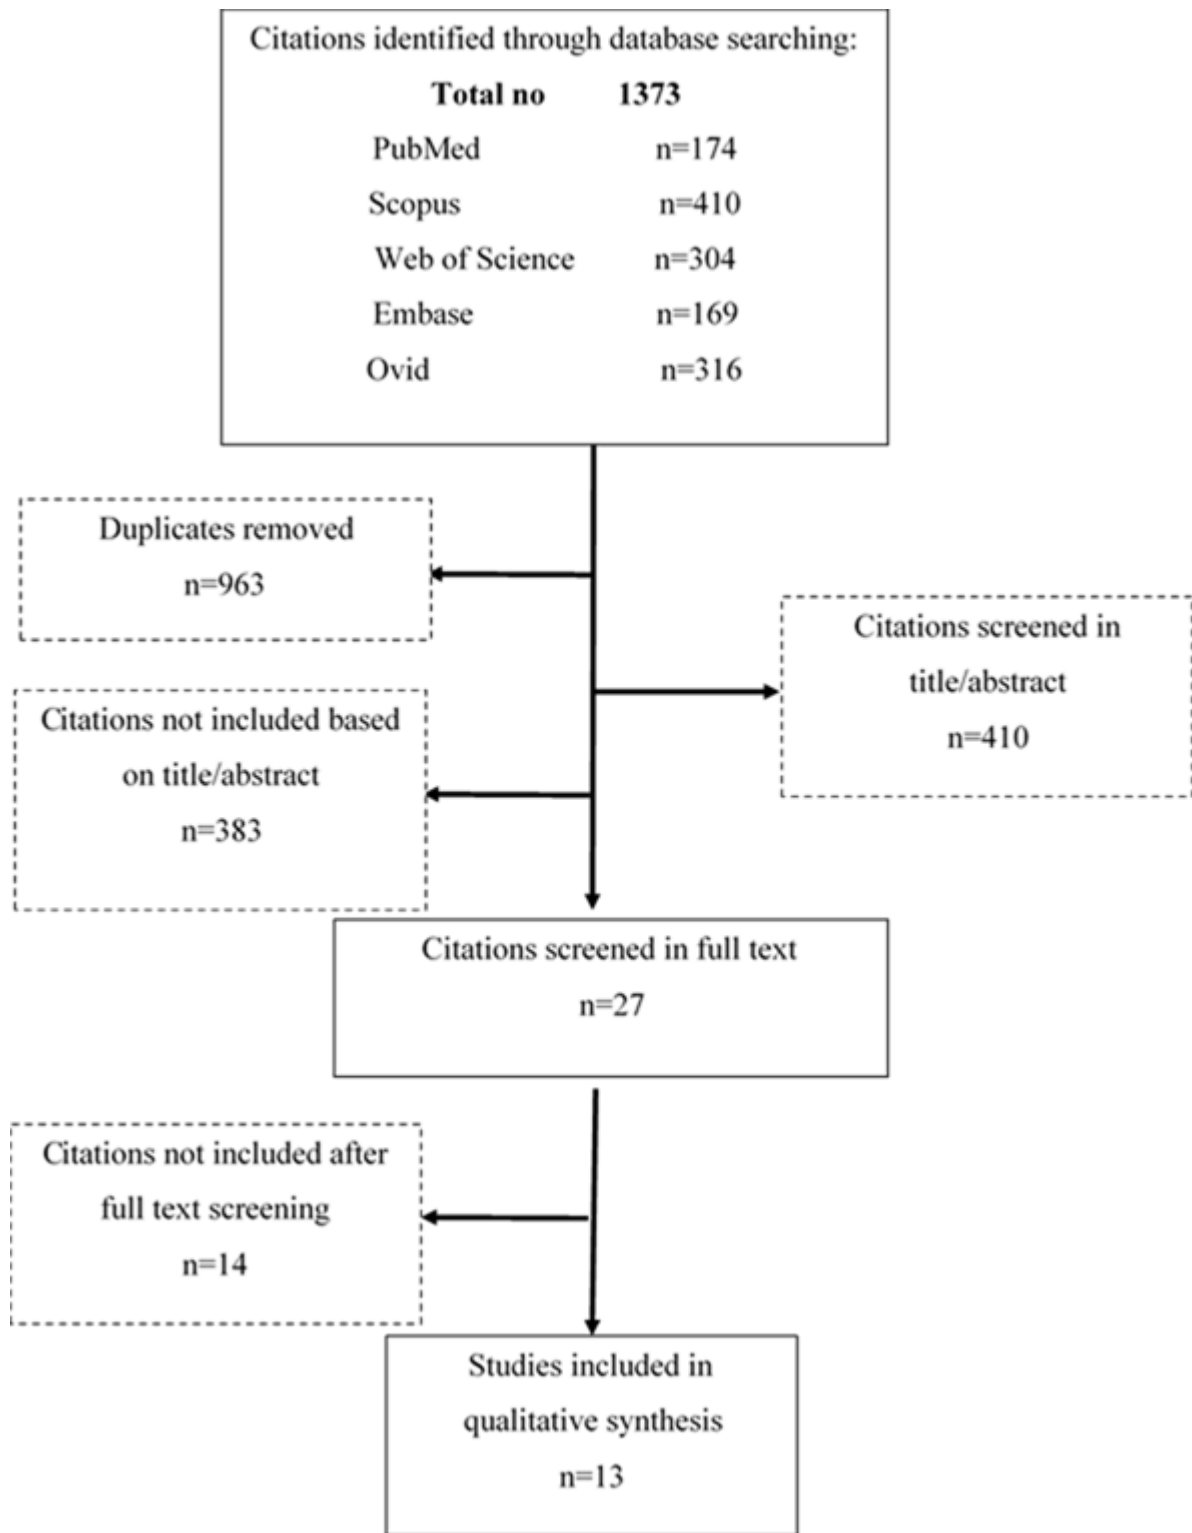 Citations identified through database searching:
Total no 1373
PubMed n=174
Scopus n=410
Web of Science n=304
Embase n=169
Ovid n=316
Duplicates removed
n=963
Citations screened in
title/abstract
n=410
Citations not included based
on title/abstract
n=383
Citations screened in full text
n=27
Citations not included after
full text screening
n=14
Studies included in
qualitative synthesis
n=13